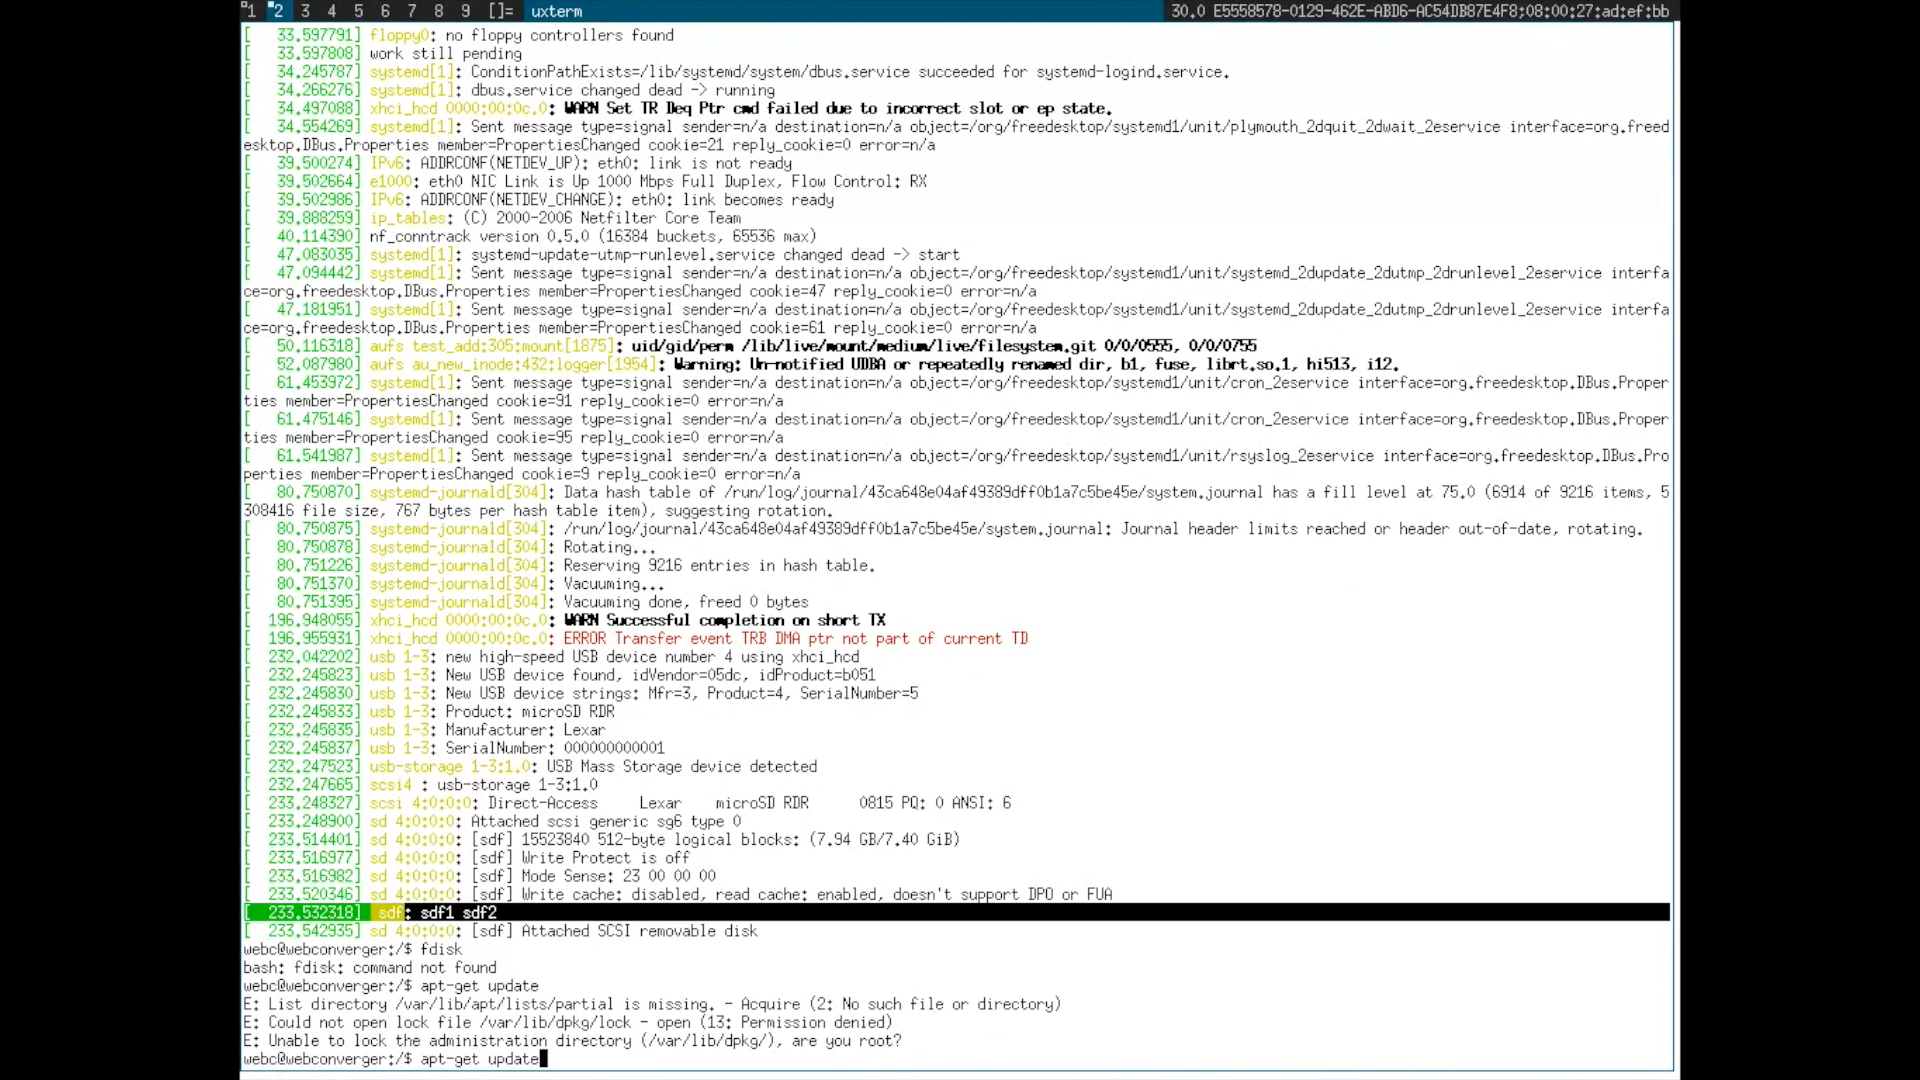 1 2 3 4 5 6 7 8 9 []= uxterm 30.0 E5558578-0129-462E-ABD6-AC54DB87E4F8;08:00:27:ad:ef:bb
[   33.597791] floppy0: no floppy controllers found
[   33.597808] work still pending
[   34.245787] systemd[1]: ConditionPathExists=/lib/systemd/system/dbus.service succeeded for systemd-logind.service.
[   34.266276] systemd[1]: dbus.service changed dead -> running
[   34.497088] xhci_hcd 0000:00:0c.0: WARN Set TR Deq Ptr cmd failed due to incorrect slot or ep state.
[   34.554269] systemd[1]: Sent message type=signal sender=n/a destination=n/a object=/org/freedesktop/systemd1/unit/plymouth_2dquit_2dwait_2eservice interface=org.freed
esktop.DBus.Properties member=PropertiesChanged cookie=21 reply_cookie=0 error=n/a
[   39.500274] IPv6: ADDRCONF(NETDEV_UP): eth0: link is not ready
[   39.502664] e1000: eth0 NIC Link is Up 1000 Mbps Full Duplex, Flow Control: RX
[   39.502986] IPv6: ADDRCONF(NETDEV_CHANGE): eth0: link becomes ready
[   39.888259] ip_tables: (C) 2000-2006 Netfilter Core Team
[   40.114390] nf_conntrack version 0.5.0 (16384 buckets, 65536 max)
[   47.083035] systemd[1]: systemd-update-utmp-runlevel.service changed dead -> start
[   47.094442] systemd[1]: Sent message type=signal sender=n/a destination=n/a object=/org/freedesktop/systemd1/unit/systemd_2dupdate_2dutmp_2drunlevel_2eservice interfa
ce=org.freedesktop.DBus.Properties member=PropertiesChanged cookie=47 reply_cookie=0 error=n/a
[   47.181951] systemd[1]: Sent message type=signal sender=n/a destination=n/a object=/org/freedesktop/systemd1/unit/systemd_2dupdate_2dutmp_2drunlevel_2eservice interfa
ce=org.freedesktop.DBus.Properties member=PropertiesChanged cookie=61 reply_cookie=0 error=n/a
[   50.116318] aufs test_add:305:mount[1875]: uid/gid/perm /lib/live/mount/medium/live/filesystem.git 0/0/0555, 0/0/0755
[   52.087980] aufs au_new_inode:432:logger[1954]: Warning: Un-notified UDBA or repeatedly renamed dir, b1, fuse, librt.so.1, hi513, i12.
[   61.453972] systemd[1]: Sent message type=signal sender=n/a destination=n/a object=/org/freedesktop/systemd1/unit/cron_2eservice interface=org.freedesktop.DBus.Proper
ties member=PropertiesChanged cookie=91 reply_cookie=0 error=n/a
[   61.475146] systemd[1]: Sent message type=signal sender=n/a destination=n/a object=/org/freedesktop/systemd1/unit/cron_2eservice interface=org.freedesktop.DBus.Proper
ties member=PropertiesChanged cookie=95 reply_cookie=0 error=n/a
[   61.541987] systemd[1]: Sent message type=signal sender=n/a destination=n/a object=/org/freedesktop/systemd1/unit/rsyslog_2eservice interface=org.freedesktop.DBus.Pro
perties member=PropertiesChanged cookie=9 reply_cookie=0 error=n/a
[   80.750870] systemd-journald[304]: Data hash table of /run/log/journal/43ca648e04af49389dff0b1a7c5be45e/system.journal has a fill level at 75.0 (6914 of 9216 items, 5
308416 file size, 767 bytes per hash table item), suggesting rotation.
[   80.750875] systemd-journald[304]: /run/log/journal/43ca648e04af49389dff0b1a7c5be45e/system.journal: Journal header limits reached or header out-of-date, rotating.
[   80.750878] systemd-journald[304]: Rotating...
[   80.751226] systemd-journald[304]: Reserving 9216 entries in hash table.
[   80.751370] systemd-journald[304]: Vacuuming...
[   80.751395] systemd-journald[304]: Vacuuming done, freed 0 bytes
[  196.948055] xhci_hcd 0000:00:0c.0: WARN Successful completion on short TX
[  196.955931] xhci_hcd 0000:00:0c.0: ERROR Transfer event TRB DMA ptr not part of current TD
[  232.042202] usb 1-3: new high-speed USB device number 4 using xhci_hcd
[  232.245823] usb 1-3: New USB device found, idVendor=05dc, idProduct=b051
[  232.245830] usb 1-3: New USB device strings: Mfr=3, Product=4, SerialNumber=5
[  232.245833] usb 1-3: Product: microSD RDR
[  232.245835] usb 1-3: Manufacturer: Lexar
[  232.245837] usb 1-3: SerialNumber: 000000000001
[  232.247523] usb-storage 1-3:1.0: USB Mass Storage device detected
[  232.247665] scsi4 : usb-storage 1-3:1.0
[  233.248327] scsi 4:0:0:0: Direct-Access     Lexar    microSD RDR      0815 PQ: 0 ANSI: 6
[  233.248900] sd 4:0:0:0: Attached scsi generic sg6 type 0
[  233.514401] sd 4:0:0:0: [sdf] 15523840 512-byte logical blocks: (7.94 GB/7.40 GiB)
[  233.516977] sd 4:0:0:0: [sdf] Write Protect is off
[  233.516982] sd 4:0:0:0: [sdf] Mode Sense: 23 00 00 00
[  233.520346] sd 4:0:0:0: [sdf] Write cache: disabled, read cache: enabled, doesn't support DPO or FUA
[  233.532318]  sdf: sdf1 sdf2
[  233.542935] sd 4:0:0:0: [sdf] Attached SCSI removable disk
webc@webconverger:/$ fdisk
bash: fdisk: command not found
webc@webconverger:/$ apt-get update
E: List directory /var/lib/apt/lists/partial is missing. - Acquire (2: No such file or directory)
E: Could not open lock file /var/lib/dpkg/lock - open (13: Permission denied)
E: Unable to lock the administration directory (/var/lib/dpkg/), are you root?
webc@webconverger:/$ apt-get update